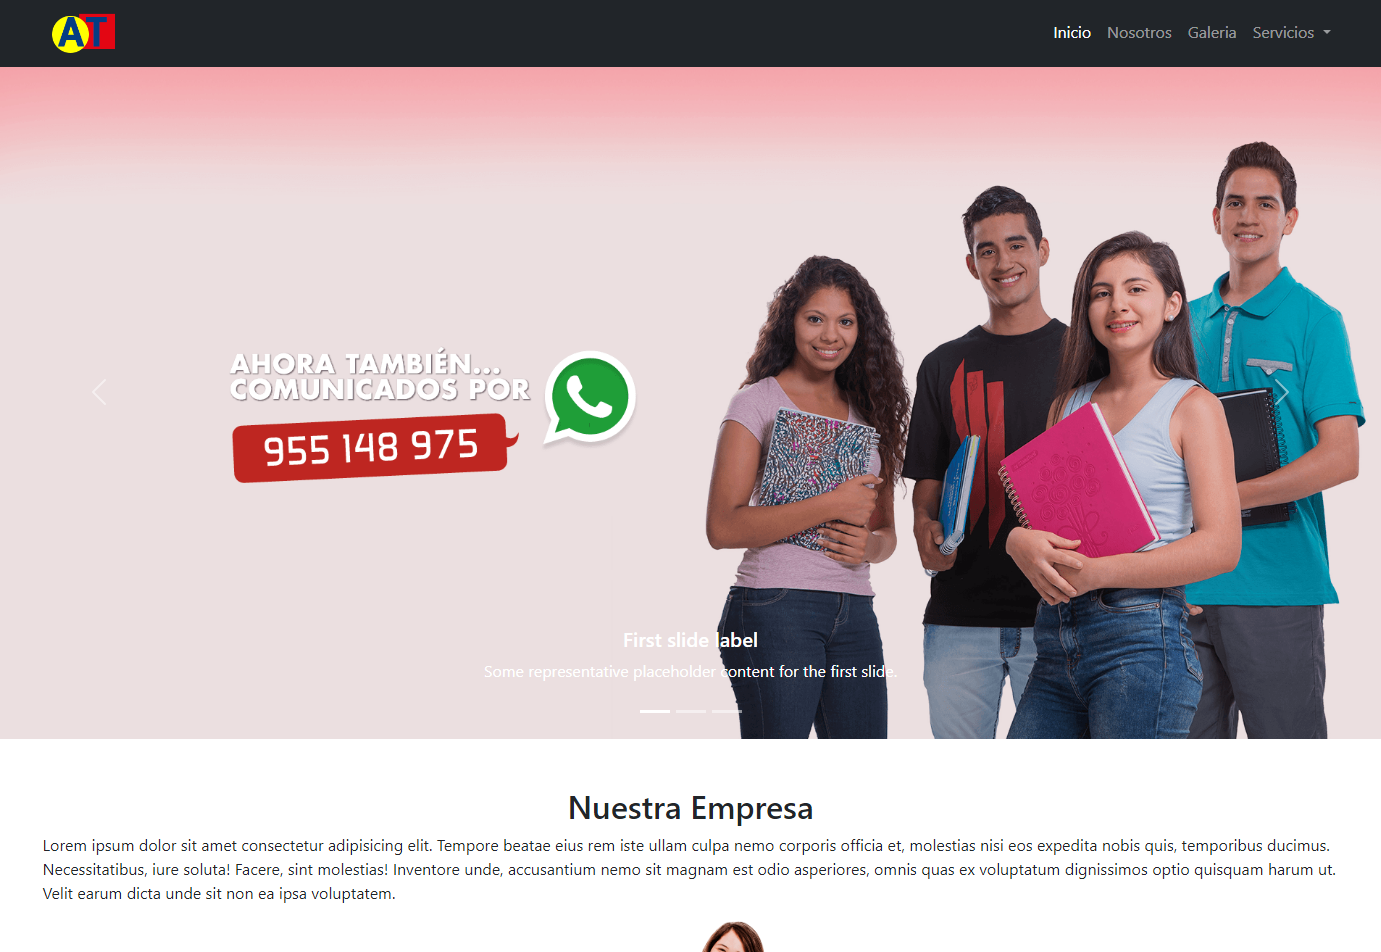 AT
Inicio Nosotros Galeria Servicios
AHORA TAMBIÉN...
COMUNICADOS POR
955 148 975
First slide label
Some representative placeholder content for the first slide.
Nuestra Empresa
Lorem ipsum dolor sit amet consectetur adipisicing elit. Tempore beatae eius rem iste ullam culpa nemo corporis officia et, molestias nisi eos expedita nobis quis, temporibus ducimus.
Necessitatibus, iure soluta! Facere, sint molestias! Inventore unde, accusantium nemo sit magnam est odio asperiores, omnis quas ex voluptatum dignissimos optio quisquam harum ut.
Velit earum dicta unde sit non ea ipsa voluptatem.